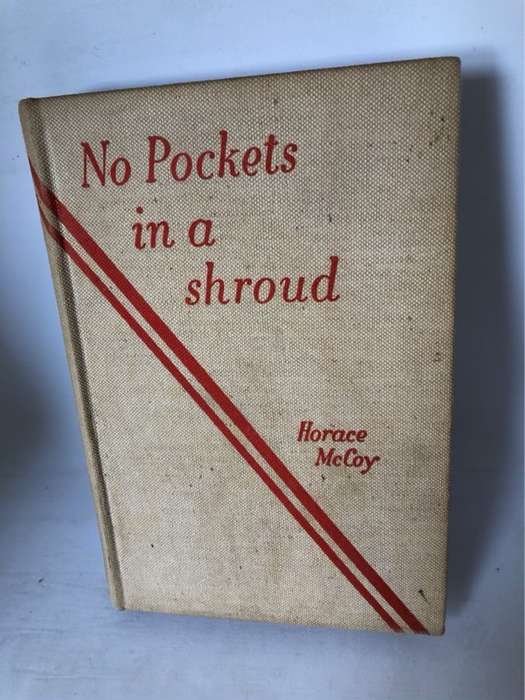 No Pockets
in a
shroud
Horace
McCoy